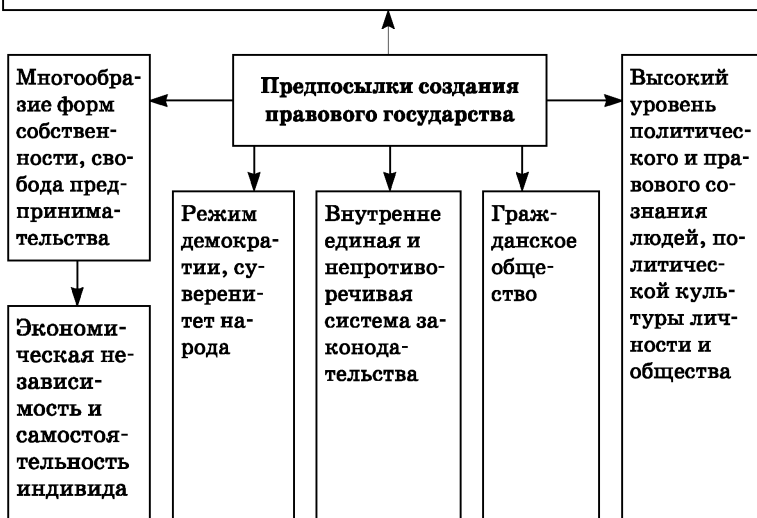 Предпосылки создания
правового государства
Многообра-
зие форм
собствен-
ности, сво-
бода пред-
принима-
тельства
Экономи-
ческая не-
зависи-
мость и
самостоя-
тельность
индивида
Режим
демокра-
тии, су-
верени-
тет на-
рода
Внутренне
единая и
непротиво-
речивая
система за-
конода-
тельства
Граж-
данское
обще-
ство
Высокий
уровень
политичес-
кого и пра-
вового со-
знания
людей, по-
литичес-
кой куль-
туры лич-
ности и
общества